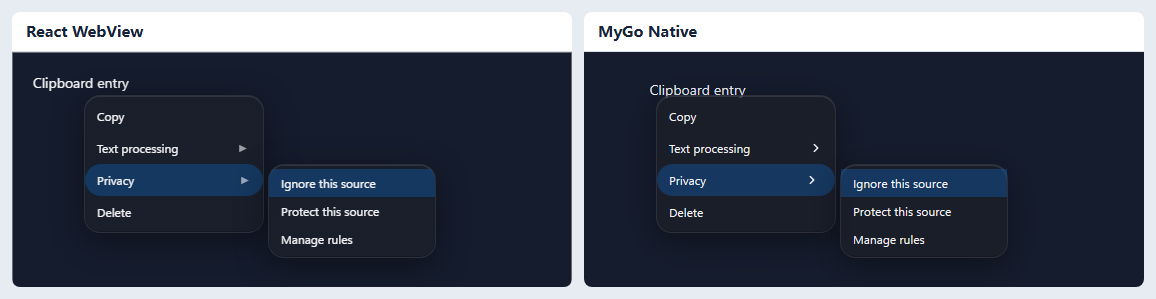 React WebView
Clipboard entry
Copy
Text processing
Privacy
Delete
Ignore this source
Protect this source
Manage rules
MyGo Native
Clipboard entry
Copy
Text processing
Privacy
Delete
Ignore this source
Protect this source
Manage rules